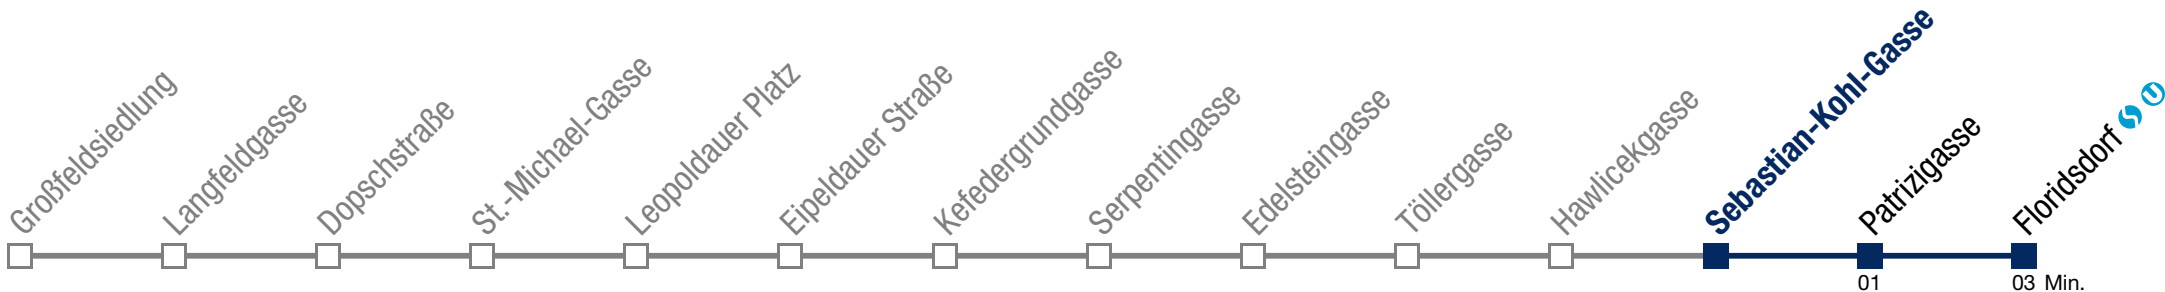 Großfeldsiedlung
Langfeldgasse
Dopschstraße
St.-Michael-Gasse
Leopoldauer Platz
Eipeldauer Straße
Kefedergrundgasse
Serpentingasse
Edelsteingasse
Töllergasse
Hawlicekgasse
Sebastian-Kohl-Gasse
Patrizigasse
Floridsdorf S U
01
03 Min.